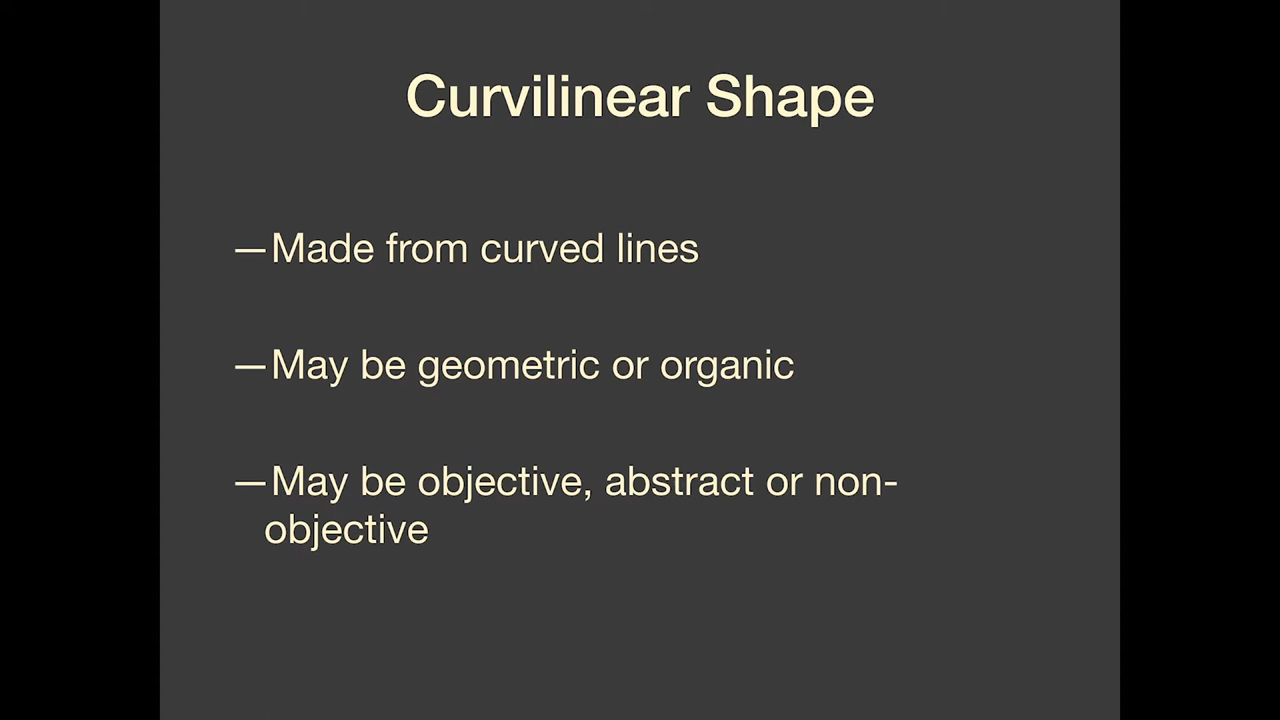 Curvilinear Shape
—Made from curved lines
—May be geometric or organic
—May be objective, abstract or non-
objective